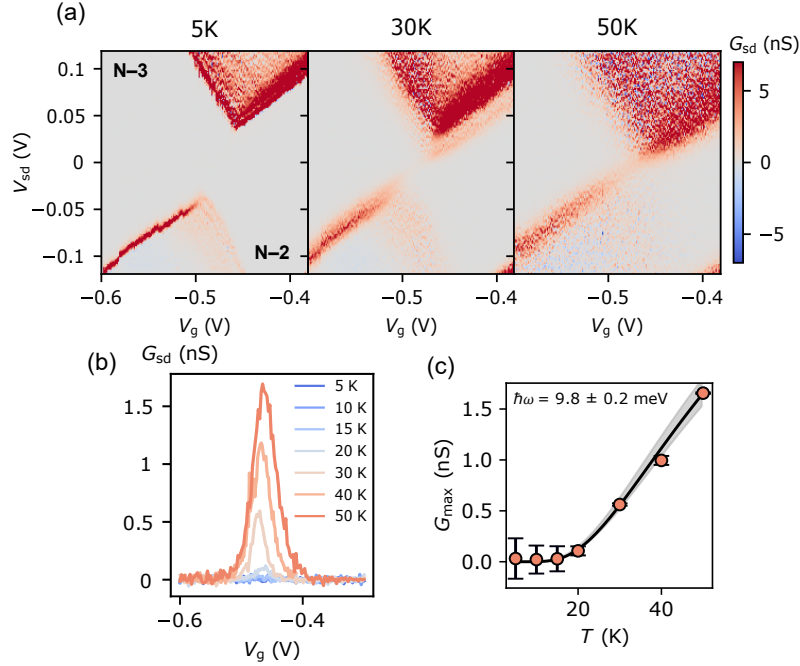 (a)
5K
30K
50K
G_sd (nS)
N–3
N–2
V_sd (V)
0.1
0.05
0
−0.05
−0.1
5
0
−5
−0.6
−0.5
−0.4
−0.5
−0.4
−0.5
−0.4
V_g (V)
V_g (V)
V_g (V)
(b)
G_sd (nS)
1.5
1
0.5
0
5 K
10 K
15 K
20 K
30 K
40 K
50 K
−0.6
−0.4
V_g (V)
(c)
ℏω = 9.8 ± 0.2 meV
G_max (nS)
1.5
1.0
0.5
0.0
20
40
T (K)